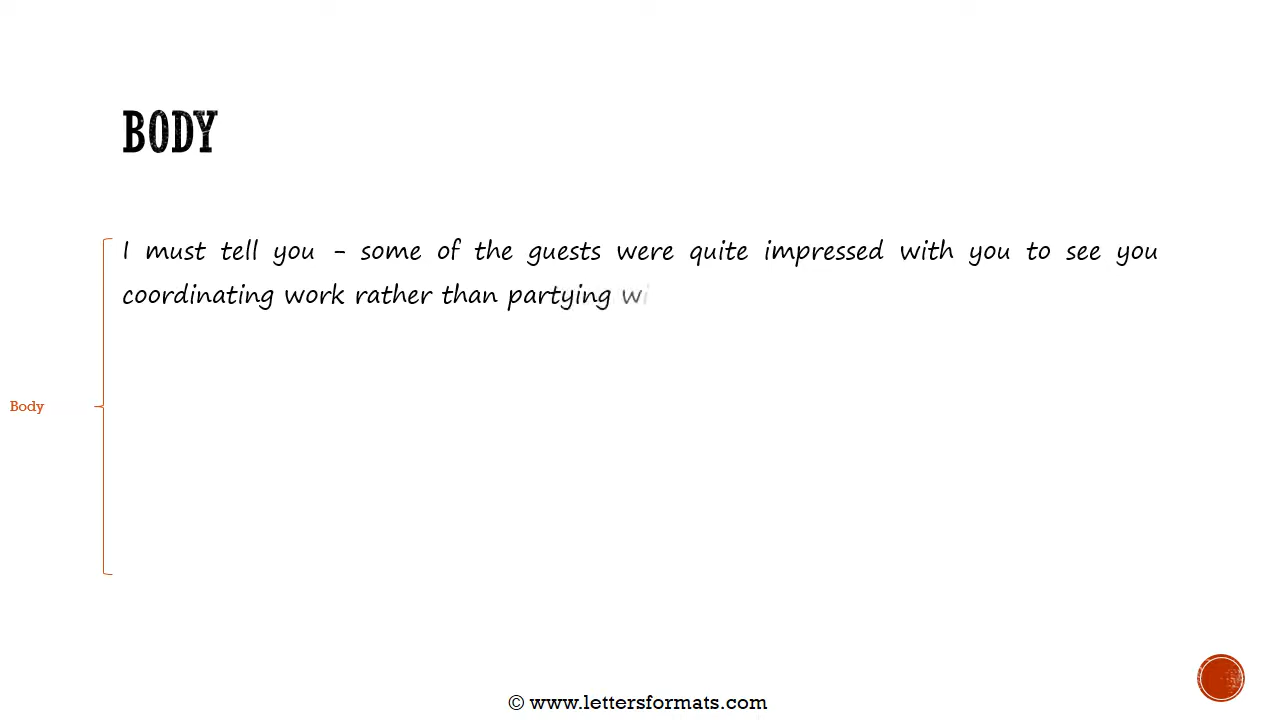 BODY
I must tell you - some of the guests were quite impressed with you to see you
coordinating work rather than partying
Body
© www.lettersformats.com